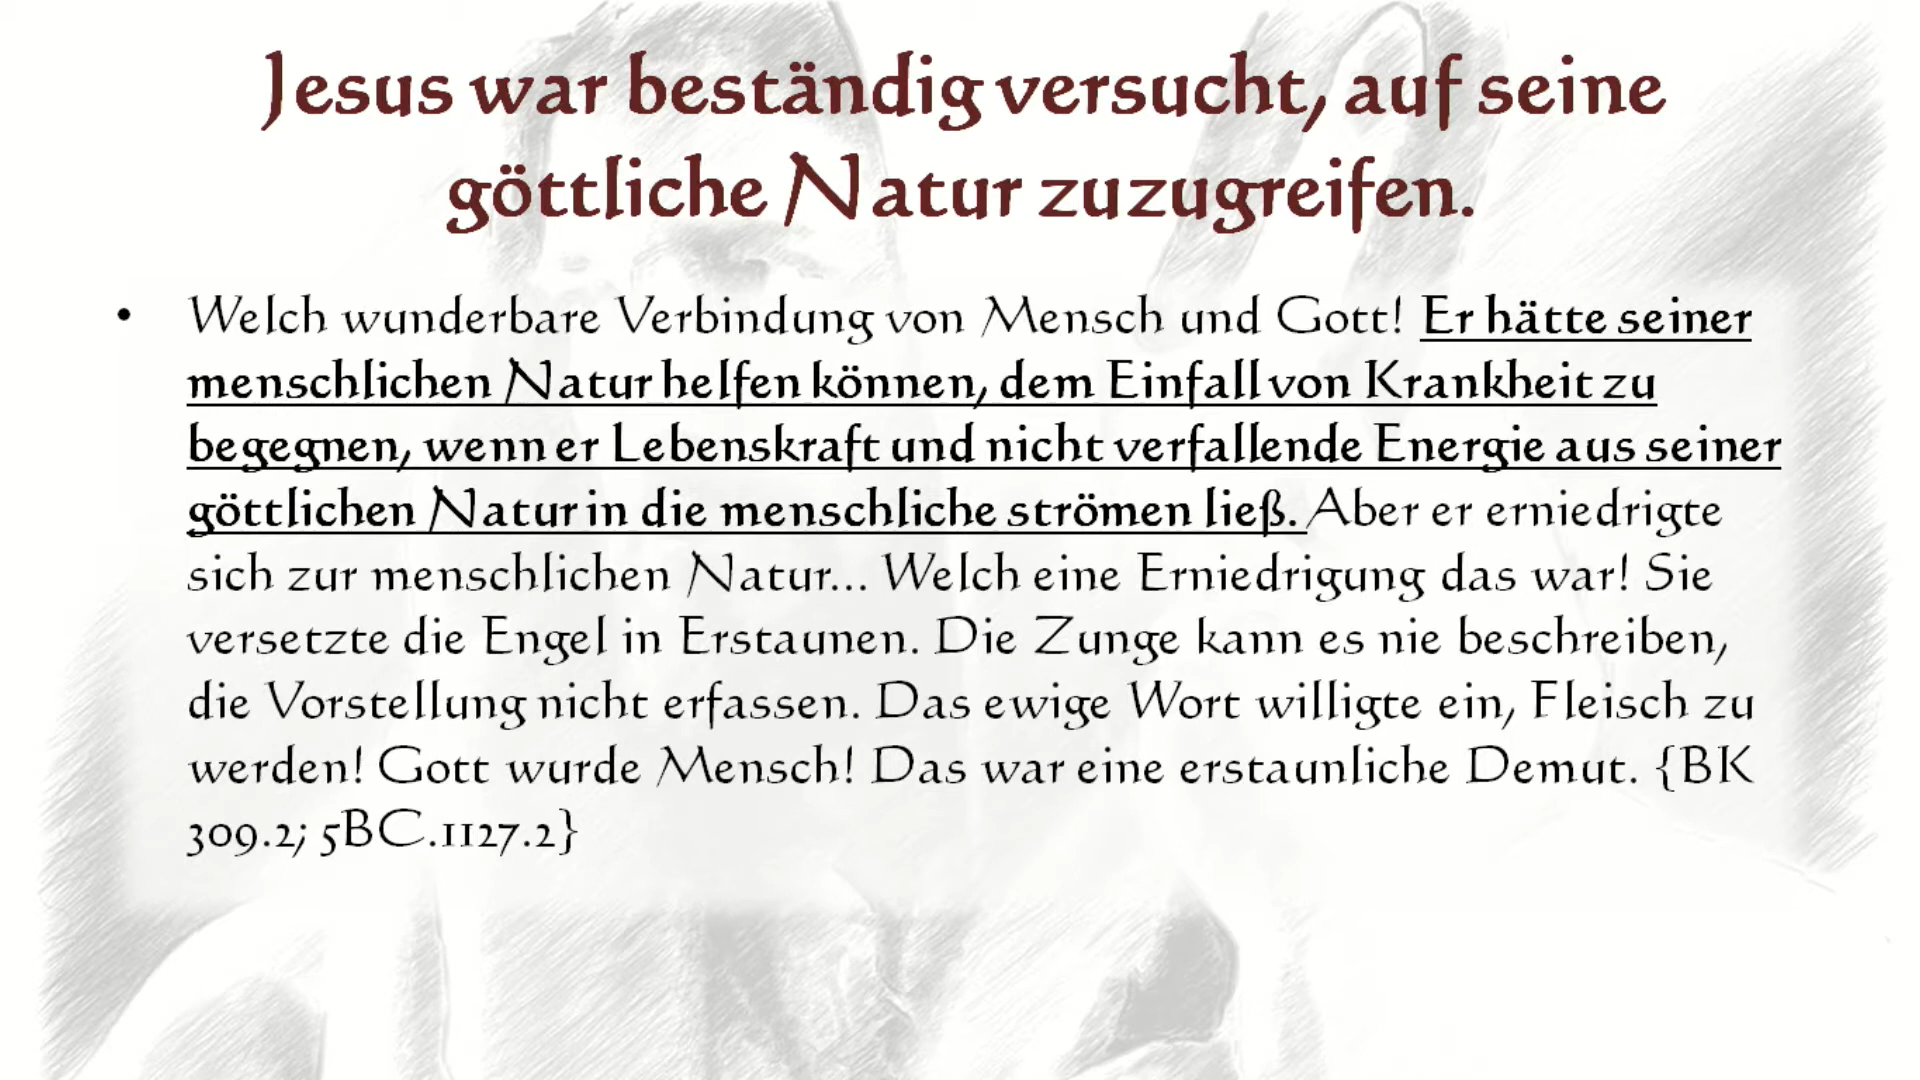 Jesus war beständig versucht, auf seine
göttliche Natur zuzugreifen.
• Welch wunderbare Verbindung von Mensch und Gott! Er hätte seiner
menschlichen Natur helfen können, dem Einfall von Krankheit zu
begegnen, wenn er Lebenskraft und nicht verfallende Energie aus seiner
göttlichen Natur in die menschliche strömen ließ. Aber er erniedrigte
sich zur menschlichen Natur... Welch eine Erniedrigung das war! Sie
versetzte die Engel in Erstaunen. Die Zunge kann es nie beschreiben,
die Vorstellung nicht erfassen. Das ewige Wort willigte ein, Fleisch zu
werden! Gott wurde Mensch! Das war eine erstaunliche Demut. {BK
309.2; 5BC.1127.2}